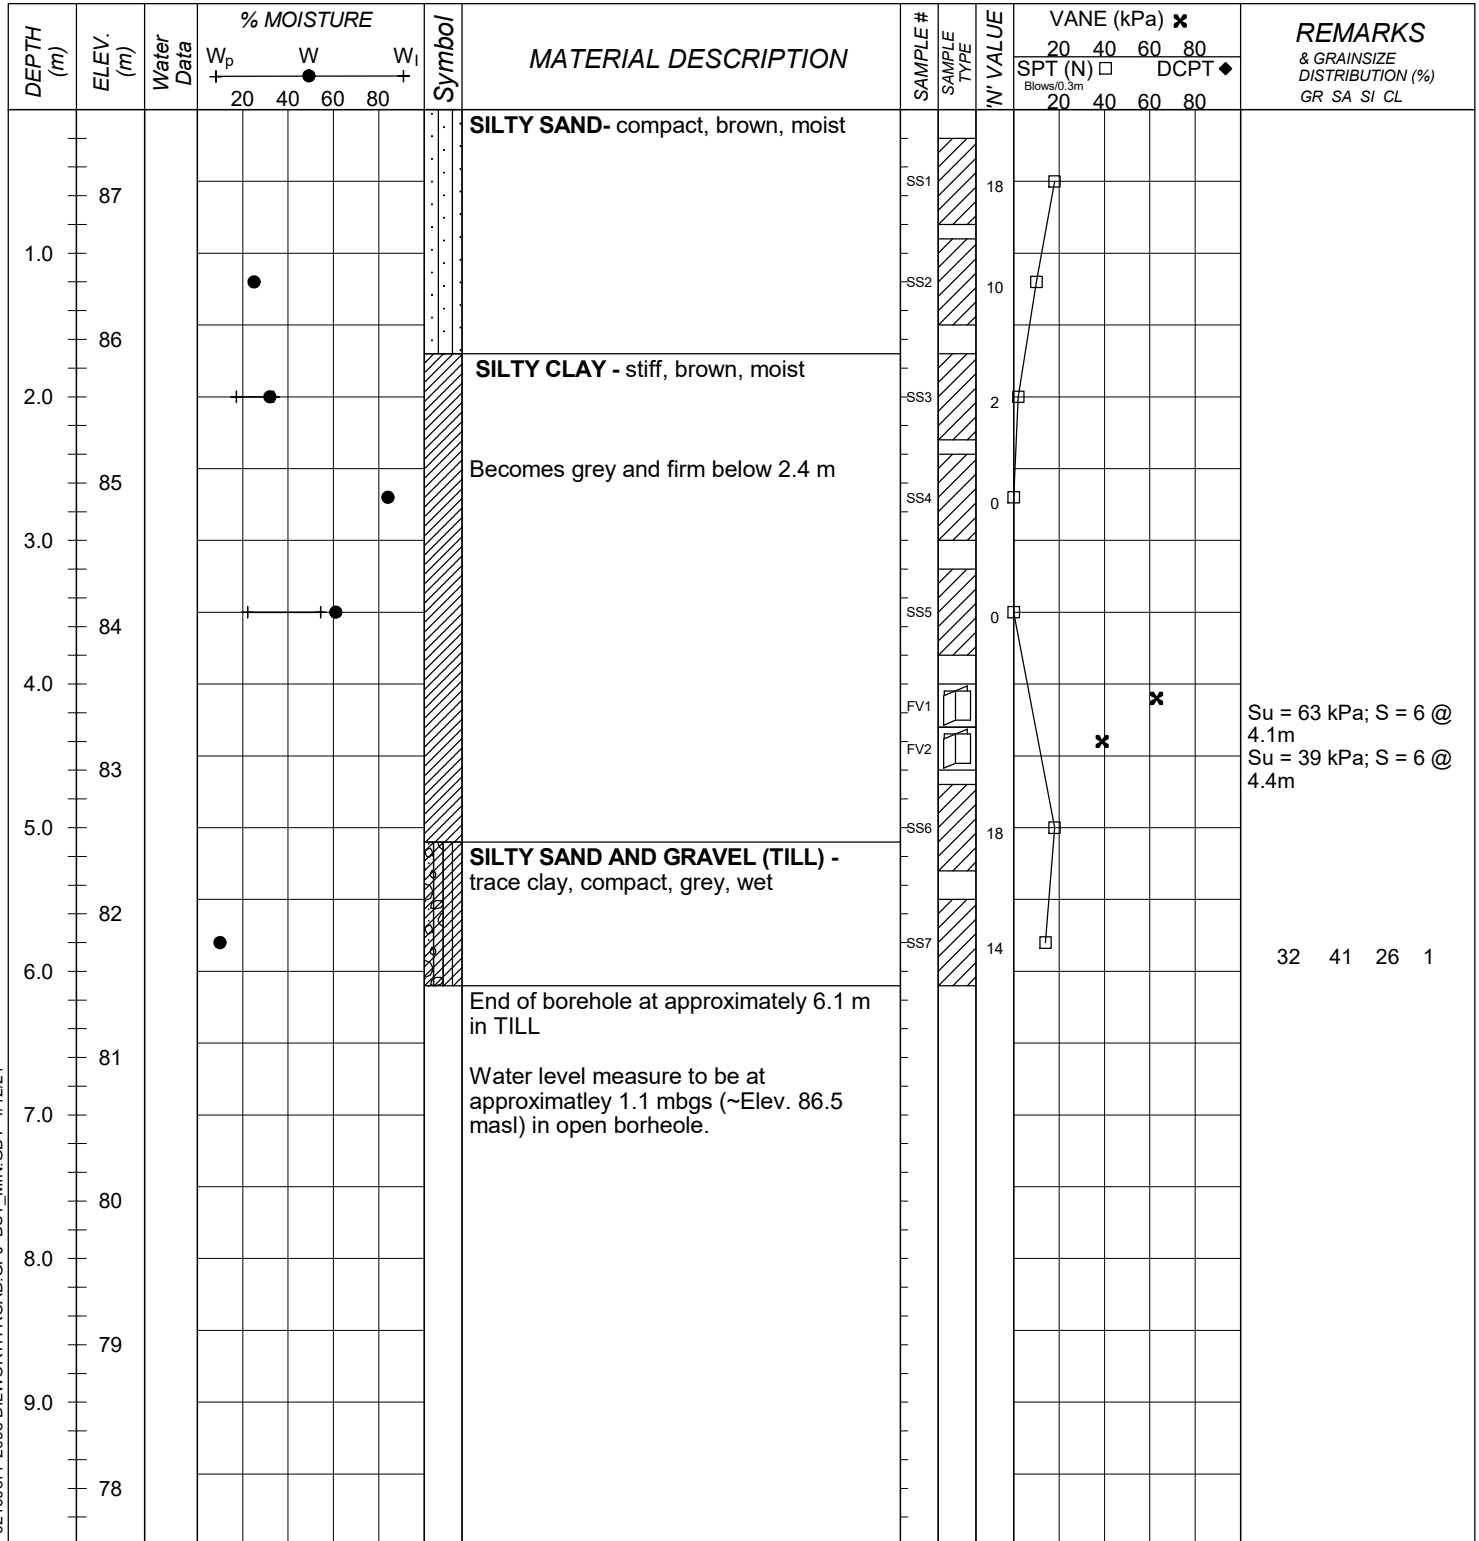 DEPTH (m)
ELEV. (m)
Water Data
% MOISTURE
Wp W Wl
20 40 60 80
Symbol
MATERIAL DESCRIPTION
SAMPLE #
SAMPLE TYPE
'N' VALUE
VANE (kPa)
20 40 60 80
SPT (N) DCPT
Blows/0.3m
20 40 60 80
REMARKS
& GRAINSIZE
DISTRIBUTION (%)
GR SA SI CL
SILTY SAND- compact, brown, moist
SS1 18
87
1.0
SS2 10
86
SILTY CLAY - stiff, brown, moist
2.0 SS3 2
Becomes grey and firm below 2.4 m
85 SS4 0
3.0
SS5 0
84
4.0
FV1 Su = 63 kPa; S = 6 @
4.1m
FV2 Su = 39 kPa; S = 6 @
4.4m
83
5.0 SS6 18
SILTY SAND AND GRAVEL (TILL) -
trace clay, compact, grey, wet
82
SS7 14 32 41 26 1
6.0
End of borehole at approximately 6.1 m
in TILL
81
Water level measure to be at
approximatley 1.1 mbgs (~Elev. 86.5
masl) in open borheole.
7.0
80
8.0
79
9.0
78